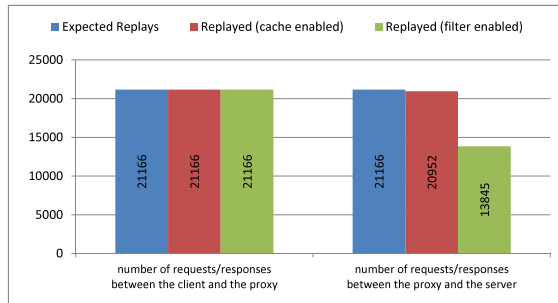 Expected Replays Replayed (cache enabled) Replayed (filter enabled)
25000
20000
15000
10000
5000
0
21166 21166 21166 21166 20952 13845
number of requests/responses
between the client and the proxy
number of requests/responses
between the proxy and the server